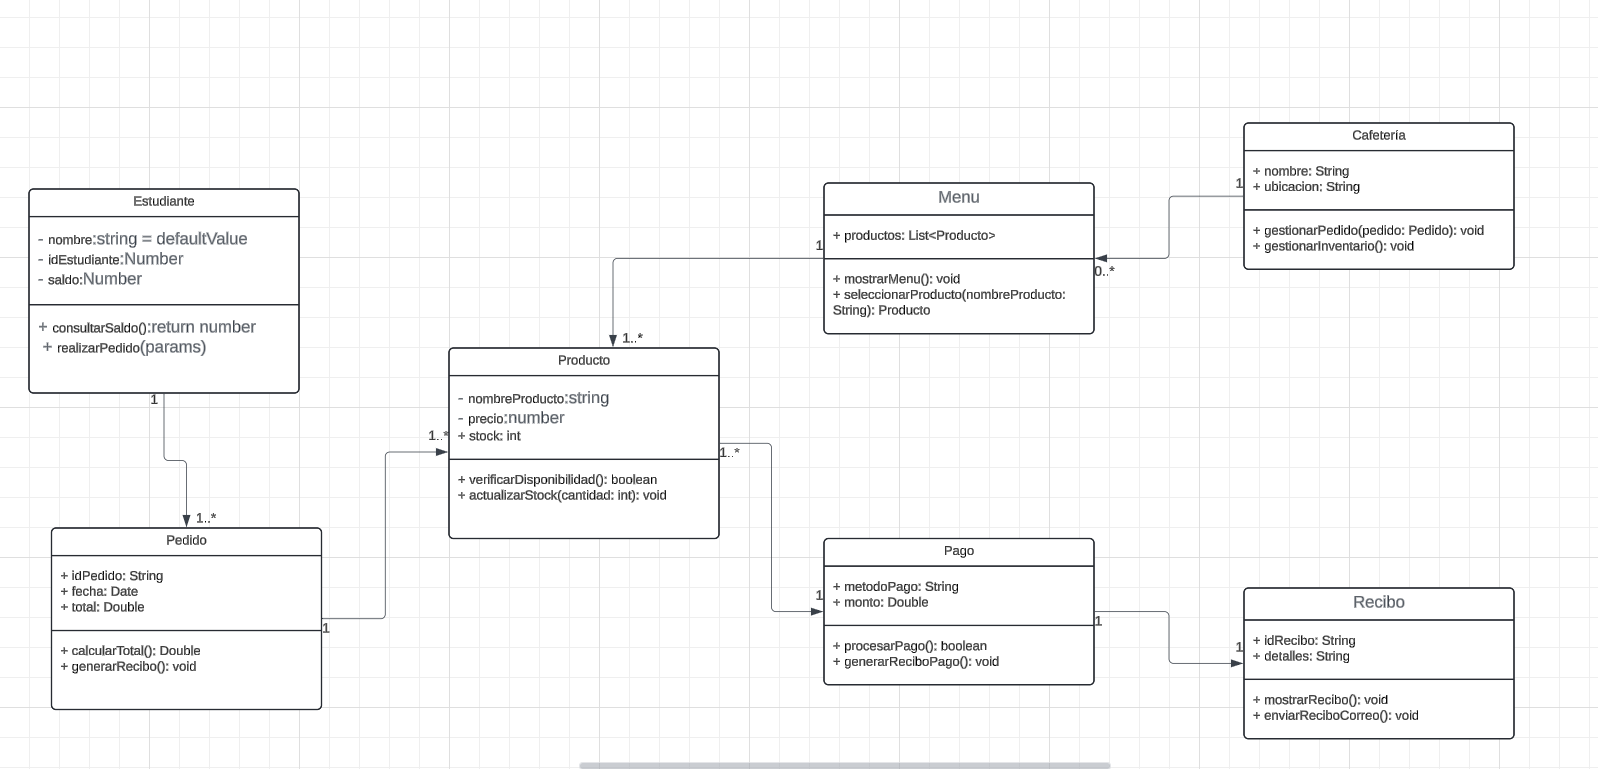 Estudiante
- nombre:string = defaultValue
- idEstudiante:Number
- saldo:Number
+ consultarSaldo():return number
+ realizarPedido(params)
1
1..*
Pedido
+ idPedido: String
+ fecha: Date
+ total: Double
+ calcularTotal(): Double
+ generarRecibo(): void
1
1..*
Producto
- nombreProducto:string
- precio:number
+ stock: int
+ verificarDisponibilidad(): boolean
+ actualizarStock(cantidad: int): void
1..*
1..*
1
Menu
+ productos: List<Producto>
+ mostrarMenu(): void
+ seleccionarProducto(nombreProducto:
String): Producto
0..*
1
Cafetería
+ nombre: String
+ ubicacion: String
+ gestionarPedido(pedido: Pedido): void
+ gestionarInventario(): void
1
Pago
+ metodoPago: String
+ monto: Double
+ procesarPago(): boolean
+ generarReciboPago(): void
1
1
Recibo
+ idRecibo: String
+ detalles: String
+ mostrarRecibo(): void
+ enviarReciboCorreo(): void